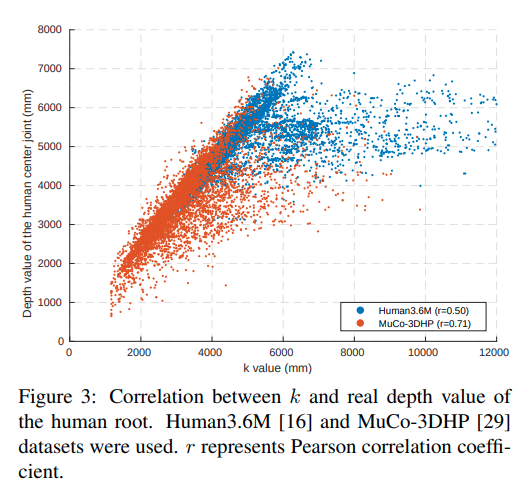 8000
7000
6000
5000
4000
3000
2000
1000
0
Depth value of the human center joint (mm)
0 2000 4000 6000 8000 10000 12000
k value (mm)
Human3.6M (r=0.50)
MuCo-3DHP (r=0.71)
Figure 3: Correlation between k and real depth value of
the human root. Human3.6M [16] and MuCo-3DHP [29]
datasets were used. r represents Pearson correlation coeffi-
cient.